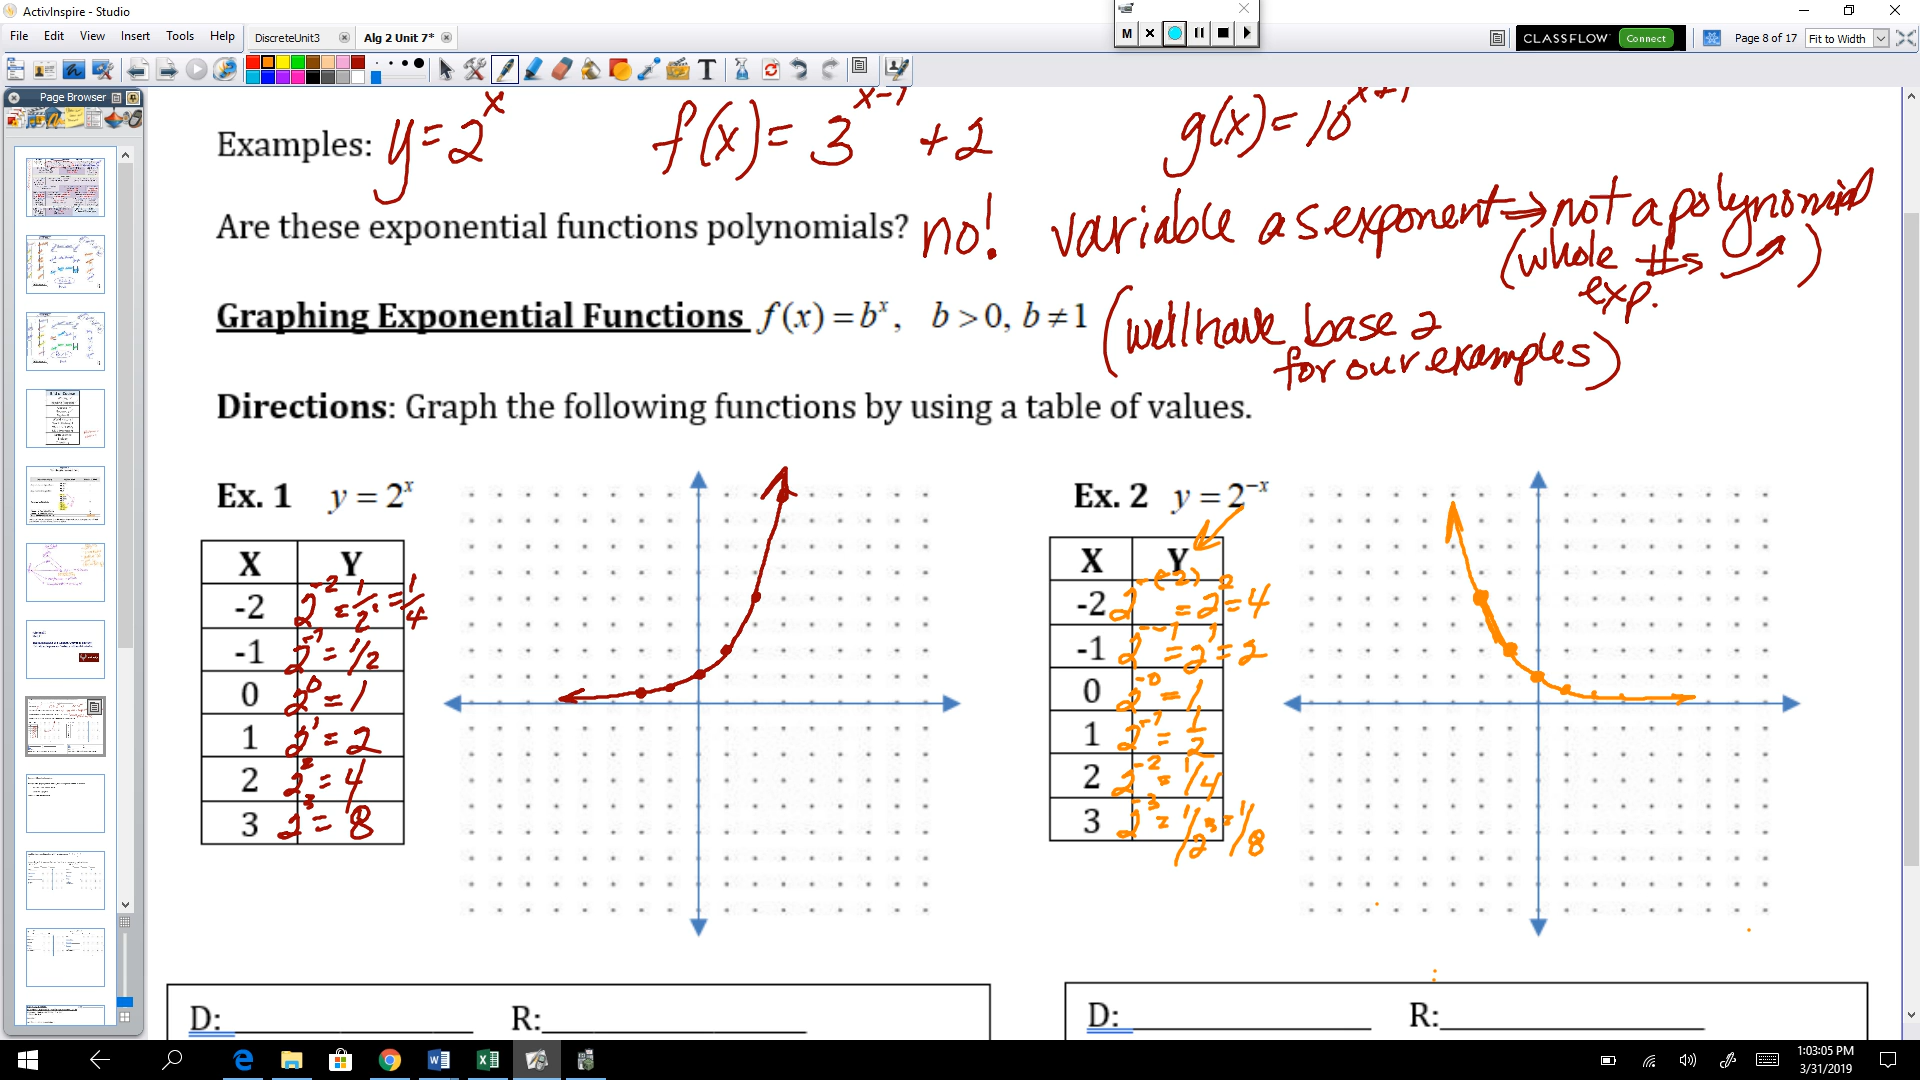 ActivInspire - Studio
M
File Edit View Insert Tools Help
DiscreteUnit3
Alg 2 Unit 7*
CLASSFLOW Connect
Page 8 of 17
Fit to Width
Page Browser
Examples: y = 2^x f(x) = 3^x-1 + 2 g(x) = 10^x+1
Are these exponential functions polynomials? no! variable as exponent ⇒ not a polynomial
(whole #s exp.)
Graphing Exponential Functions f(x) = b^x, b > 0, b ≠ 1 (we'll have base 2
for our examples)
Directions: Graph the following functions by using a table of values.
Ex. 1 y = 2^x
X Y
-2 2^-2 = 1/2² = 1/4
-1 2^-1 = 1/2
0 2^0 = 1
1 2^1 = 2
2 2^2 = 4
3 2^3 = 8
Ex. 2 y = 2^-x
X Y
-2 2^-(-2) = 2^2 = 4
-1 2^--1 = 2^1 = 2
0 2^-0 = 1
1 2^-1 = 1/2
2 2^-2 = 1/4
3 2^-3 = 1/2^3 = 1/8
D: R:
D: R:
1:03:05 PM
3/31/2019